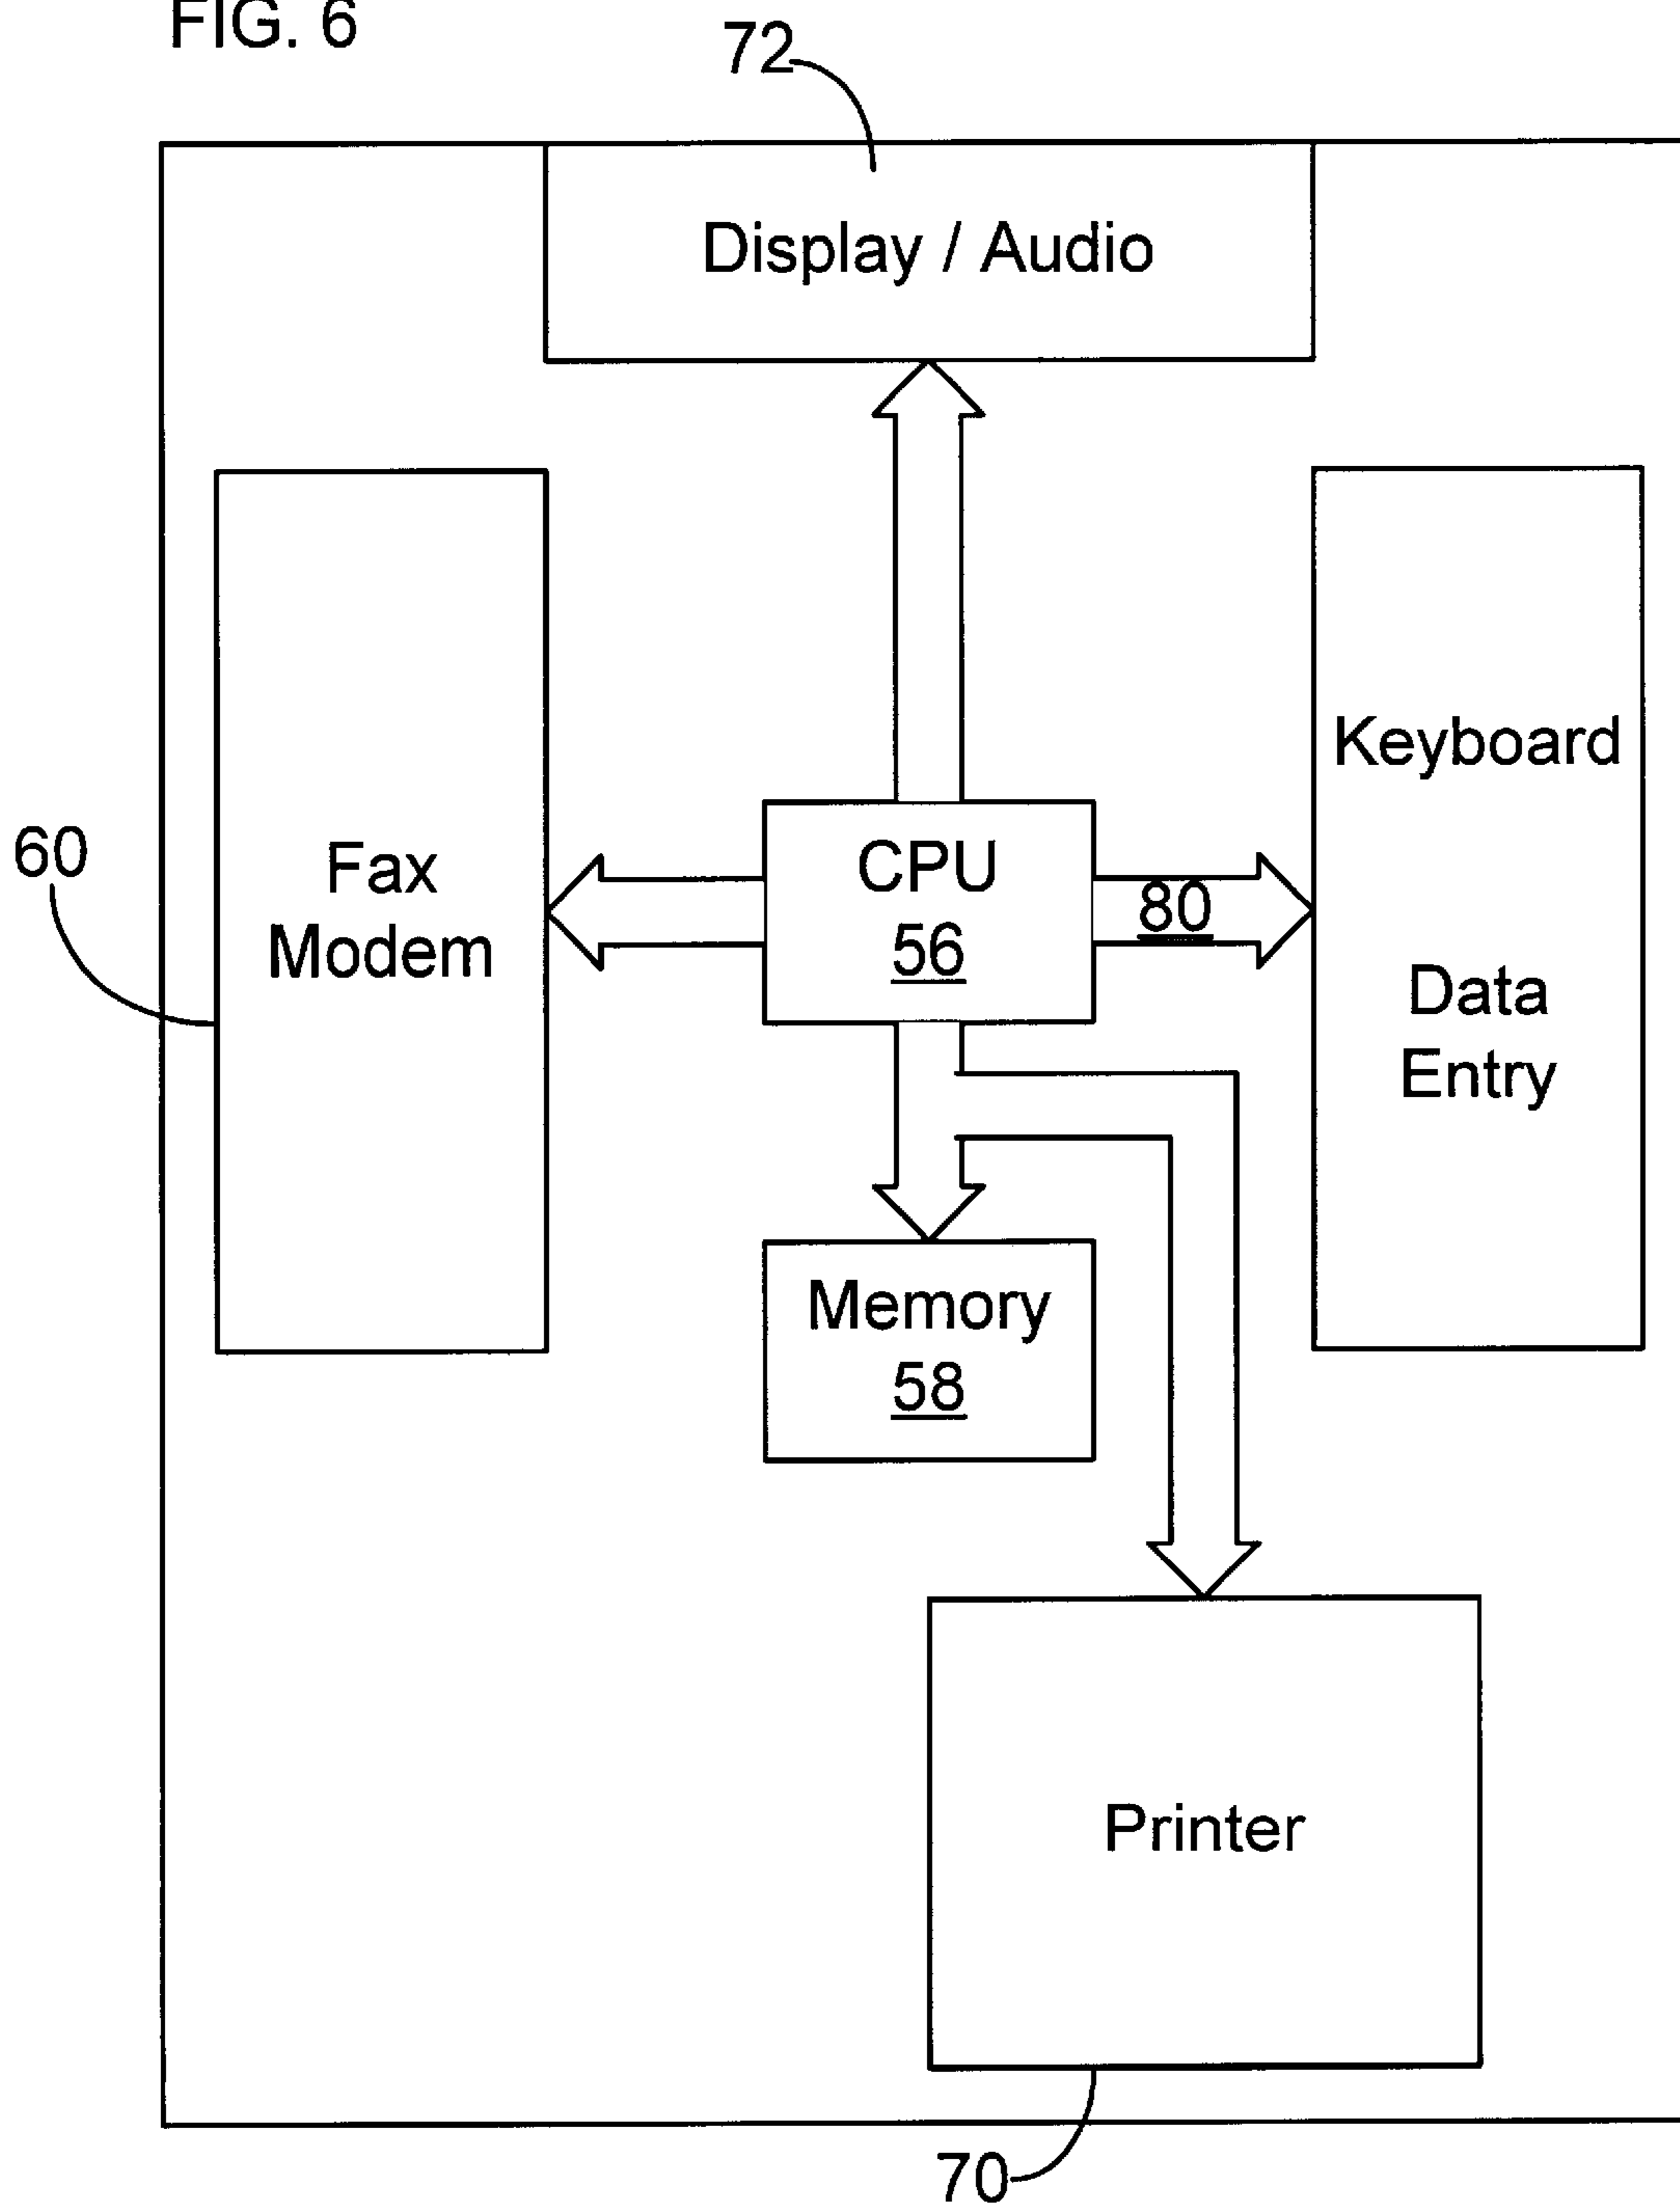 FIG. 6
72
Display / Audio
Keyboard
60
Fax
Modem
CPU
56
80
Data
Entry
Memory
58
Printer
70